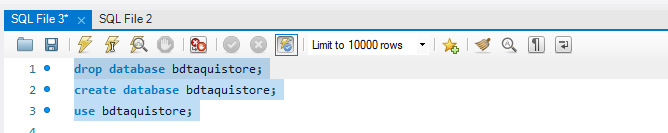 SQL File 3* SQL File 2
Limit to 10000 rows
1 drop database bdtaquistore;
2 create database bdtaquistore;
3 use bdtaquistore;
4